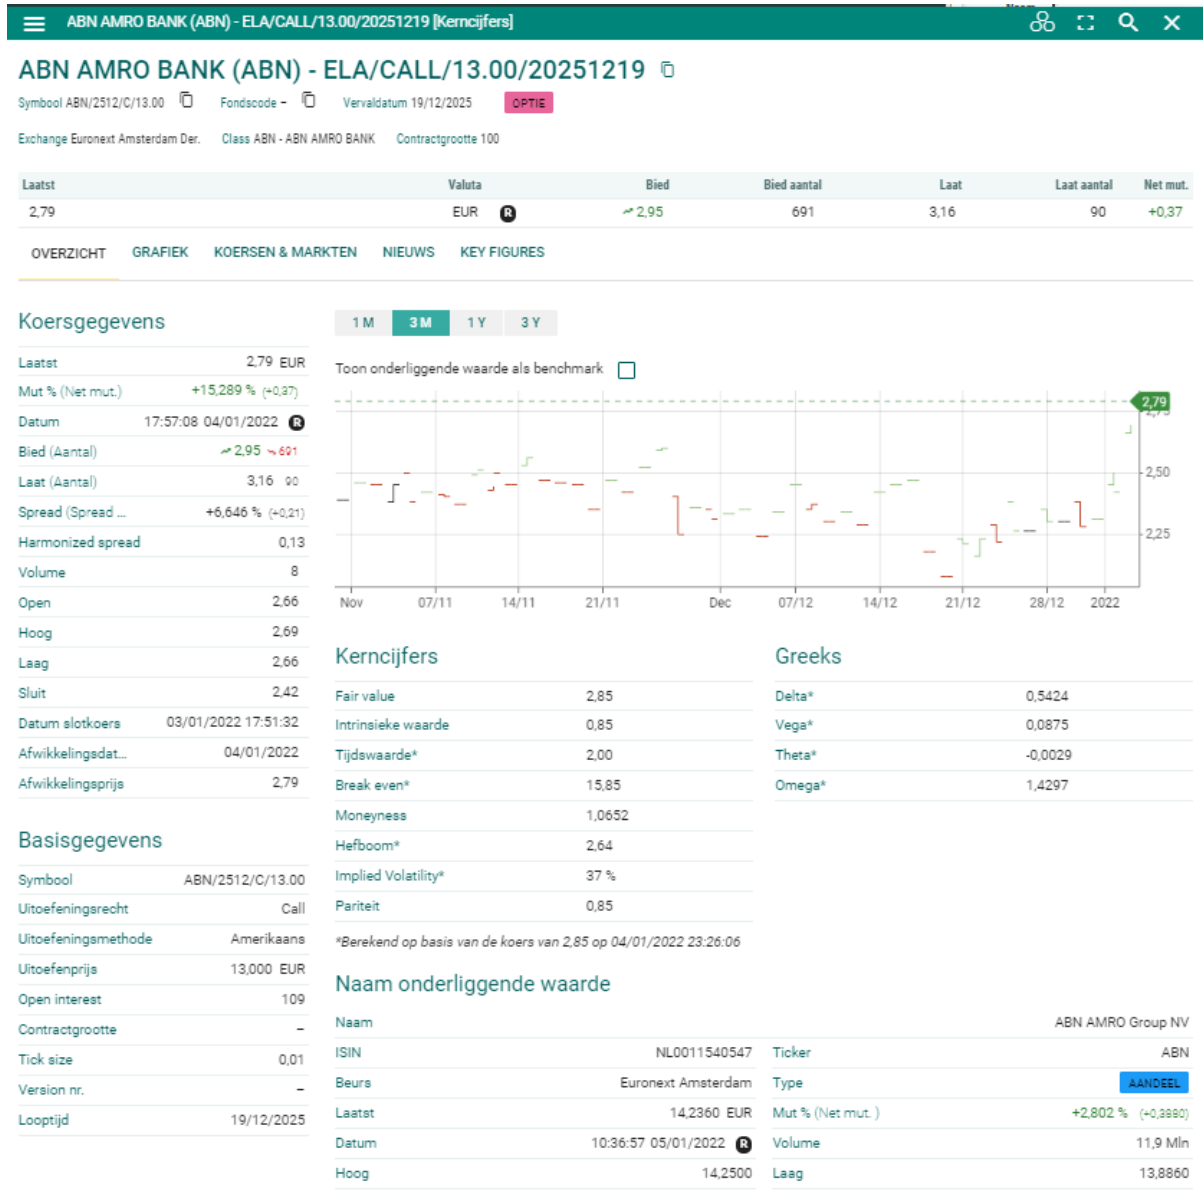 ABN AMRO BANK (ABN) - ELA/CALL/13.00/20251219 [Kerncijfers]
ABN AMRO BANK (ABN) - ELA/CALL/13.00/20251219
Symbool ABN/2512/C/13.00 Fondscode – Vervaldatum 19/12/2025 OPTIE
Exchange Euronext Amsterdam Der. Class ABN - ABN AMRO BANK Contractgrootte 100
Laatst Valuta Bied Bied aantal Laat Laat aantal Net mut.
2,79 EUR R 2,95 691 3,16 90 +0,37
OVERZICHT GRAFIEK KOERSEN & MARKTEN NIEUWS KEY FIGURES
Koersgegevens
Laatst 2,79 EUR
Mut % (Net mut.) +15,289 % (+0,37)
Datum 17:57:08 04/01/2022 R
Bied (Aantal) 2,95 691
Laat (Aantal) 3,16 90
Spread (Spread ... +6,646 % (+0,21)
Harmonized spread 0,13
Volume 8
Open 2,66
Hoog 2,69
Laag 2,66
Sluit 2,42
Datum slotkoers 03/01/2022 17:51:32
Afwikkelingsdat... 04/01/2022
Afwikkelingsprijs 2,79
Basisgegevens
Symbool ABN/2512/C/13.00
Uitoefeningsrecht Call
Uitoefeningsmethode Amerikaans
Uitoefenprijs 13,000 EUR
Open interest 109
Contractgrootte –
Tick size 0,01
Version nr. –
Looptijd 19/12/2025
1 M 3 M 1 Y 3 Y
Toon onderliggende waarde als benchmark
2,79
2,75
2,50
2,25
Nov 07/11 14/11 21/11 Dec 07/12 14/12 21/12 28/12 2022
Kerncijfers
Fair value 2,85
Intrinsieke waarde 0,85
Tijdswaarde* 2,00
Break even* 15,85
Moneyness 1,0652
Hefboom* 2,64
Implied Volatility* 37 %
Pariteit 0,85
*Berekend op basis van de koers van 2,85 op 04/01/2022 23:26:06
Greeks
Delta* 0,5424
Vega* 0,0875
Theta* -0,0029
Omega* 1,4297
Naam onderliggende waarde
Naam ABN AMRO Group NV
ISIN NL0011540547 Ticker ABN
Beurs Euronext Amsterdam Type AANDEEL
Laatst 14,2360 EUR Mut % (Net mut. ) +2,802 % (+0,3880)
Datum 10:36:57 05/01/2022 R Volume 11,9 Mln
Hoog 14,2500 Laag 13,8860